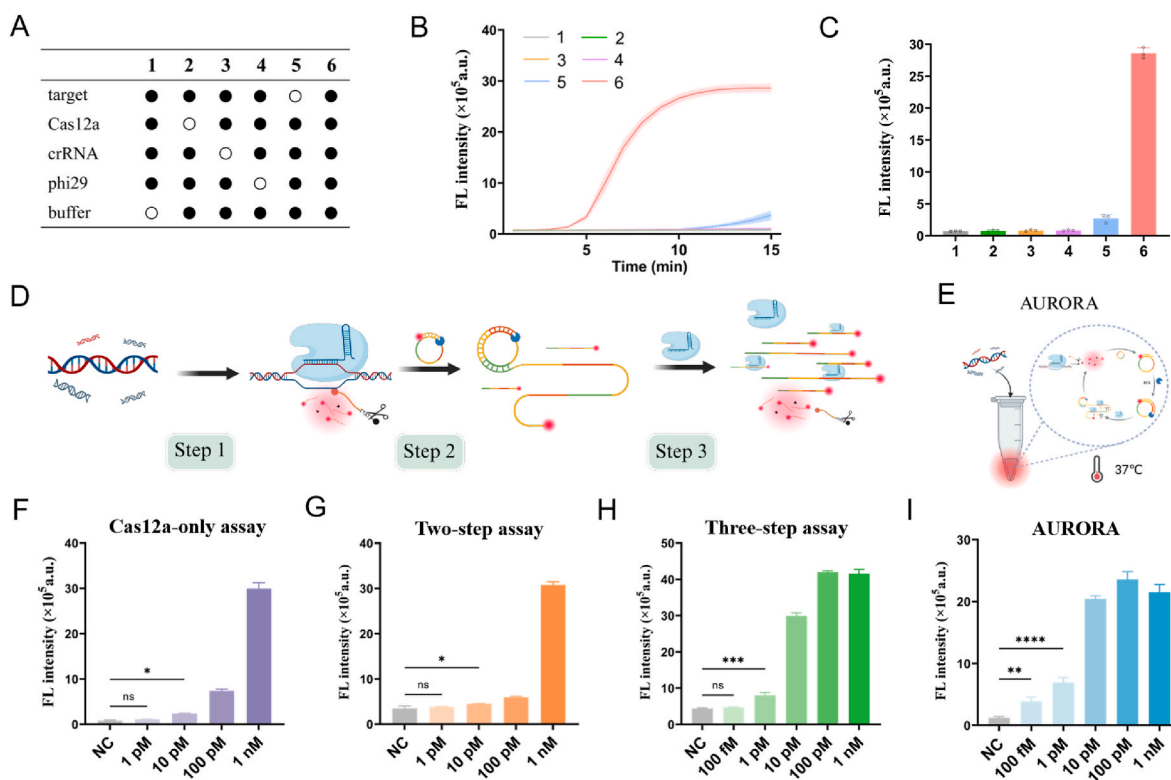 A
1 2 3 4 5 6
target
Cas12a
crRNA
phi29
buffer
B
FL intensity (×10⁵a.u.)
40
30
20
10
0
1 2
3 4
5 6
5 10 15
Time (min)
C
FL intensity (×10⁵a.u.)
30
25
20
15
10
5
0
1 2 3 4 5 6
D
Step 1
Step 2
Step 3
E
AURORA
37℃
F
Cas12a-only assay
FL intensity (×10⁵a.u.)
40
30
20
10
0
*
ns
NC 1 pM 10 pM 100 pM 1 nM
G
Two-step assay
FL intensity (×10⁵a.u.)
40
30
20
10
0
*
ns
NC 1 pM 10 pM 100 pM 1 nM
H
Three-step assay
FL intensity (×10⁵a.u.)
50
40
30
20
10
0
***
ns
NC 100 fM 1 pM 10 pM 100 pM 1 nM
I
AURORA
FL intensity (×10⁵a.u.)
30
20
10
0
****
**
NC 100 fM 1 pM 10 pM 100 pM 1 nM